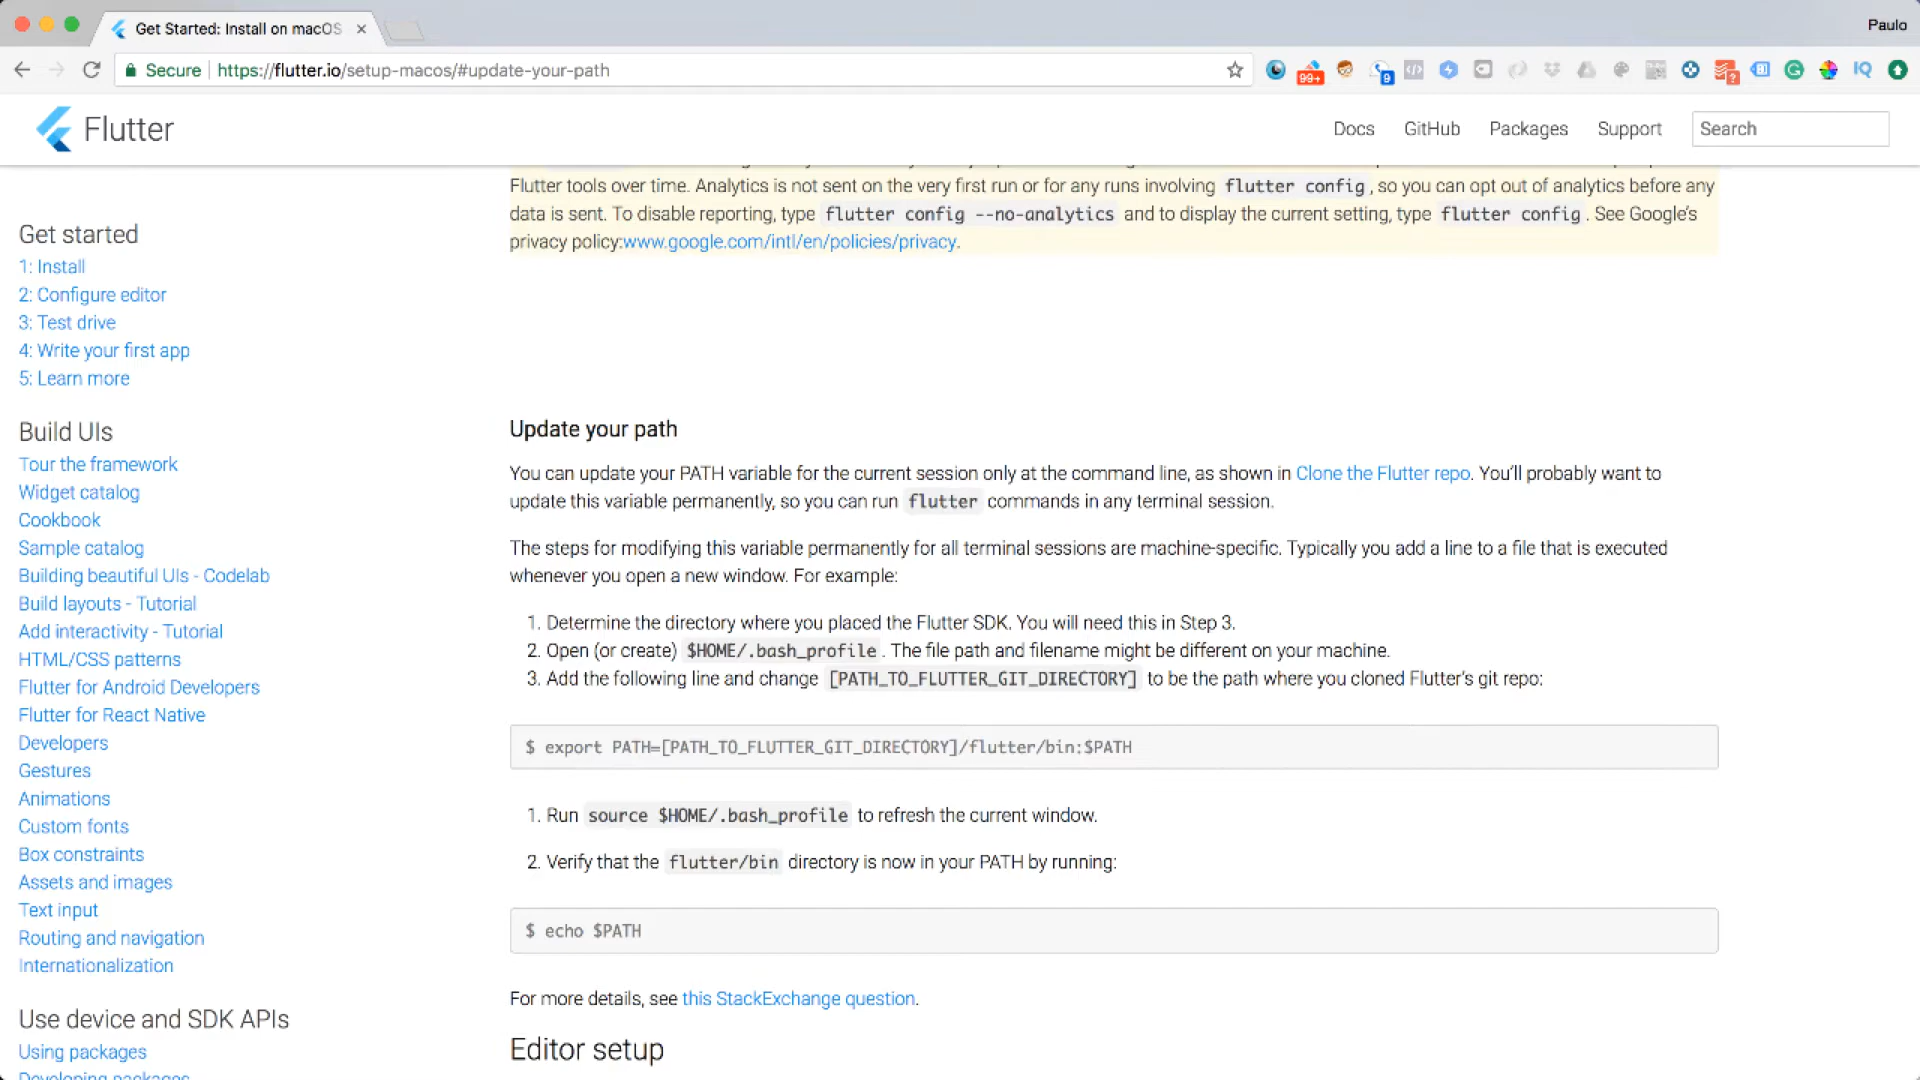 Get Started: Install on macOS
Paulo
Secure https://flutter.io/setup-macos/#update-your-path
99+
9
?
IQ
Flutter
Docs
GitHub
Packages
Support
Search
Get started
1: Install
2: Configure editor
3: Test drive
4: Write your first app
5: Learn more
Build UIs
Tour the framework
Widget catalog
Cookbook
Sample catalog
Building beautiful UIs - Codelab
Build layouts - Tutorial
Add interactivity - Tutorial
HTML/CSS patterns
Flutter for Android Developers
Flutter for React Native
Developers
Gestures
Animations
Custom fonts
Box constraints
Assets and images
Text input
Routing and navigation
Internationalization
Use device and SDK APIs
Using packages
Developing packages
Flutter tools over time. Analytics is not sent on the very first run or for any runs involving flutter config, so you can opt out of analytics before any
data is sent. To disable reporting, type flutter config --no-analytics and to display the current setting, type flutter config. See Google's
privacy policy:www.google.com/intl/en/policies/privacy.
Update your path
You can update your PATH variable for the current session only at the command line, as shown in Clone the Flutter repo. You'll probably want to
update this variable permanently, so you can run flutter commands in any terminal session.
The steps for modifying this variable permanently for all terminal sessions are machine-specific. Typically you add a line to a file that is executed
whenever you open a new window. For example:
1. Determine the directory where you placed the Flutter SDK. You will need this in Step 3.
2. Open (or create) $HOME/.bash_profile. The file path and filename might be different on your machine.
3. Add the following line and change [PATH_TO_FLUTTER_GIT_DIRECTORY] to be the path where you cloned Flutter's git repo:
$ export PATH=[PATH_TO_FLUTTER_GIT_DIRECTORY]/flutter/bin:$PATH
1. Run source $HOME/.bash_profile to refresh the current window.
2. Verify that the flutter/bin directory is now in your PATH by running:
$ echo $PATH
For more details, see this StackExchange question.
Editor setup